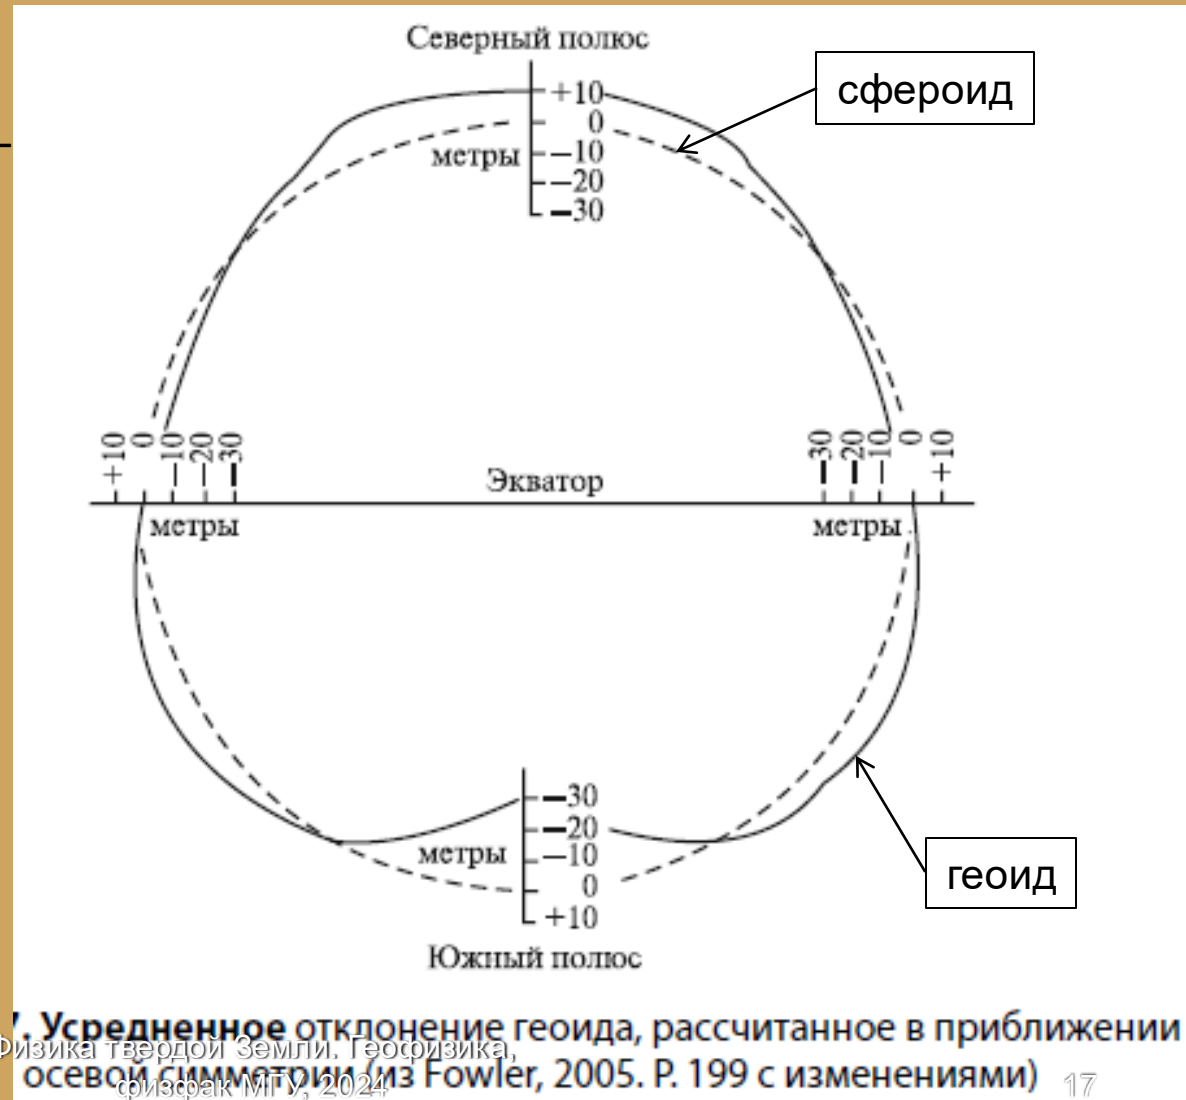 Северный полюс
сфероид
+10
0
метры
−10
−20
−30
+10
0
−10
−20
−30
Экватор
−30
−20
−10
0
+10
метры
метры
−30
−20
метры
−10
0
+10
геоид
Южный полюс
7. Усредненное отклонение геоида, рассчитанное в приближении
Физика твердой Земли. Геофизика,
осевой симметрии (из Fowler, 2005. P. 199 с изменениями)
физфак МГУ, 2024
17